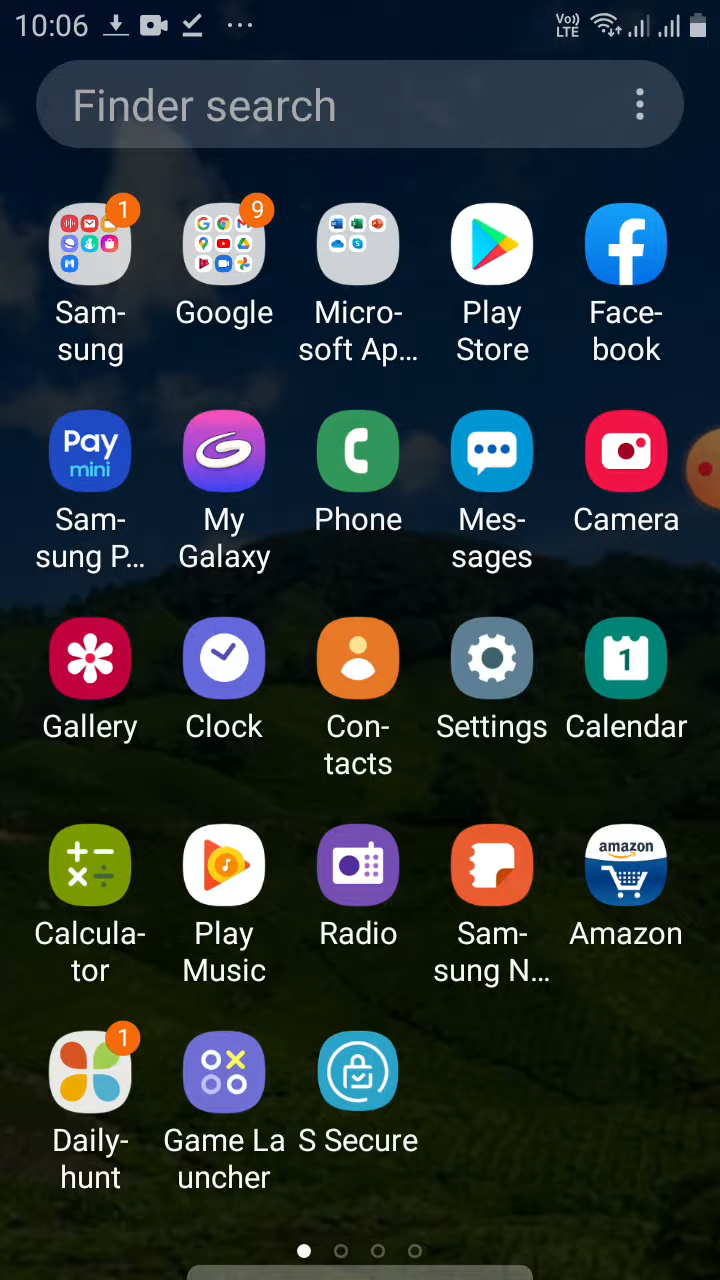 10:06
Vo))
LTE
Finder search
1
9
Sam-
sung
Google
Micro-
soft Ap...
Play
Store
Face-
book
Pay
mini
Sam-
sung P...
My
Galaxy
Phone
Mes-
sages
Camera
Gallery
Clock
Con-
tacts
Settings
1
Calendar
Calcula-
tor
Play
Music
Radio
Sam-
sung N...
amazon
Amazon
1
Daily-
hunt
Game La
uncher
S Secure